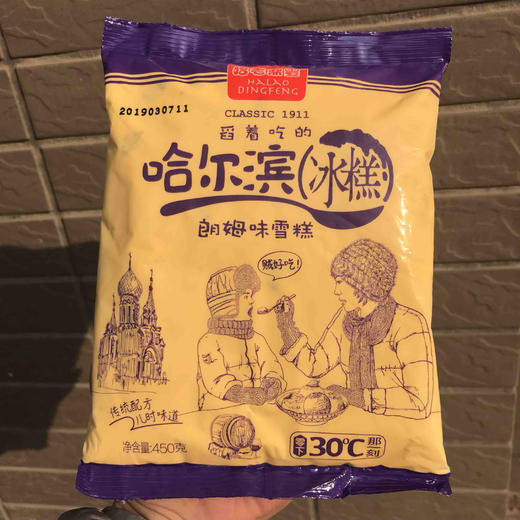 HALAO
DINGFENG
2019030711
CLASSIC 1911
舀着吃的
哈尔滨(冰糕)
朗姆味雪糕
贼好吃!
传统配方
儿时味道
净含量:450克
零下30℃那一刻